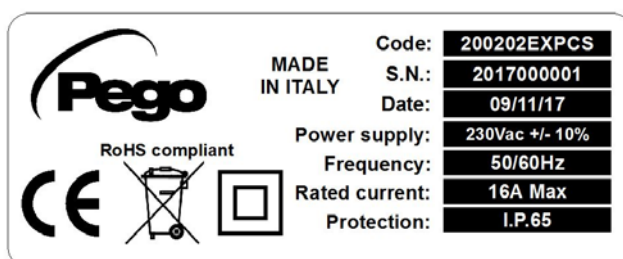 Pego
MADE
IN ITALY
RoHS compliant
CE
Code: 200202EXPCS
S.N.: 2017000001
Date: 09/11/17
Power supply: 230Vac +/- 10%
Frequency: 50/60Hz
Rated current: 16A Max
Protection: I.P.65